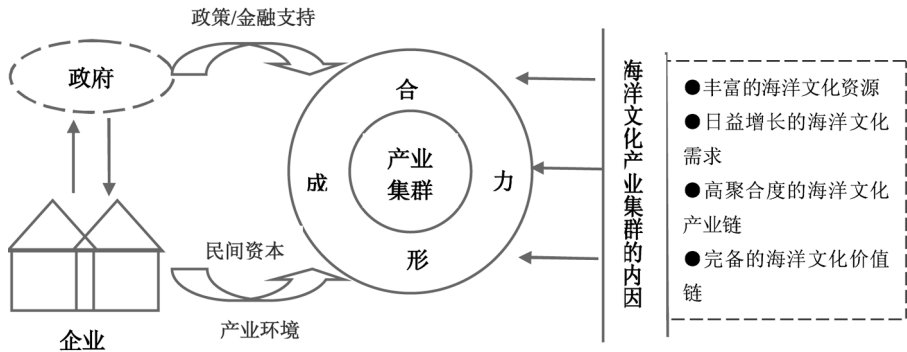 政策/金融支持
政府
合
成
力
形
产业
集群
民间资本
产业环境
企业
海洋文化产业集群的内因
●丰富的海洋文化资源
●日益增长的海洋文化
需求
●高聚合度的海洋文化
产业链
●完备的海洋文化价值
链